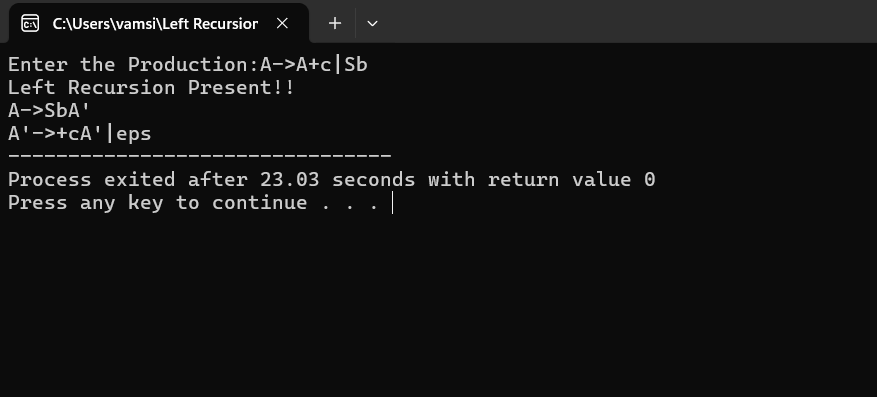 C:\Users\vamsi\Left Recursior
Enter the Production:A->A+c|Sb
Left Recursion Present!!
A->SbA'
A'->+cA'|eps
--------------------------------
Process exited after 23.03 seconds with return value 0
Press any key to continue . . .